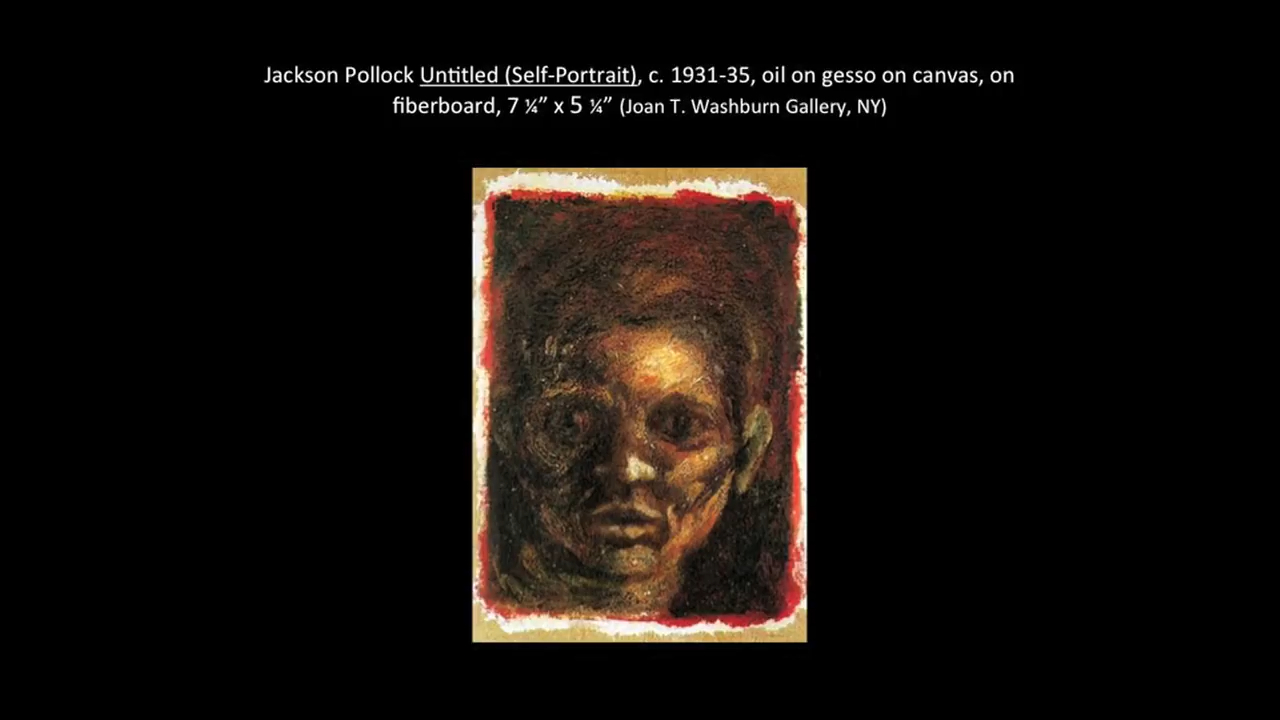 Jackson Pollock Untitled (Self-Portrait), c. 1931-35, oil on gesso on canvas, on
fiberboard, 7 ¼” x 5 ¼” (Joan T. Washburn Gallery, NY)